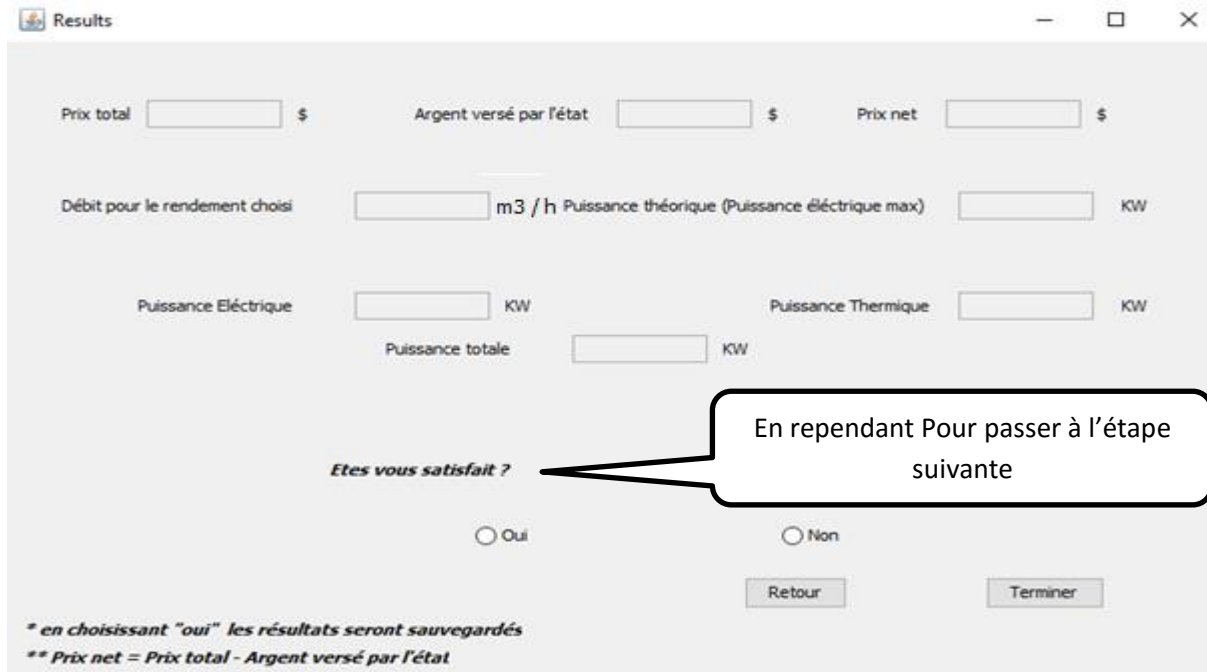 Results
Prix total $ Argent versé par l'état $ Prix net $
Débit pour le rendement choisi m3 / h Puissance théorique (Puissance éléctrique max) KW
Puissance Eléctrique KW Puissance Thermique KW
Puissance totale KW
En rependant Pour passer à l'étape
suivante
Etes vous satisfait ?
Oui Non
Retour Terminer
* en choisissant "oui" les résultats seront sauvegardés
** Prix net = Prix total - Argent versé par l'état